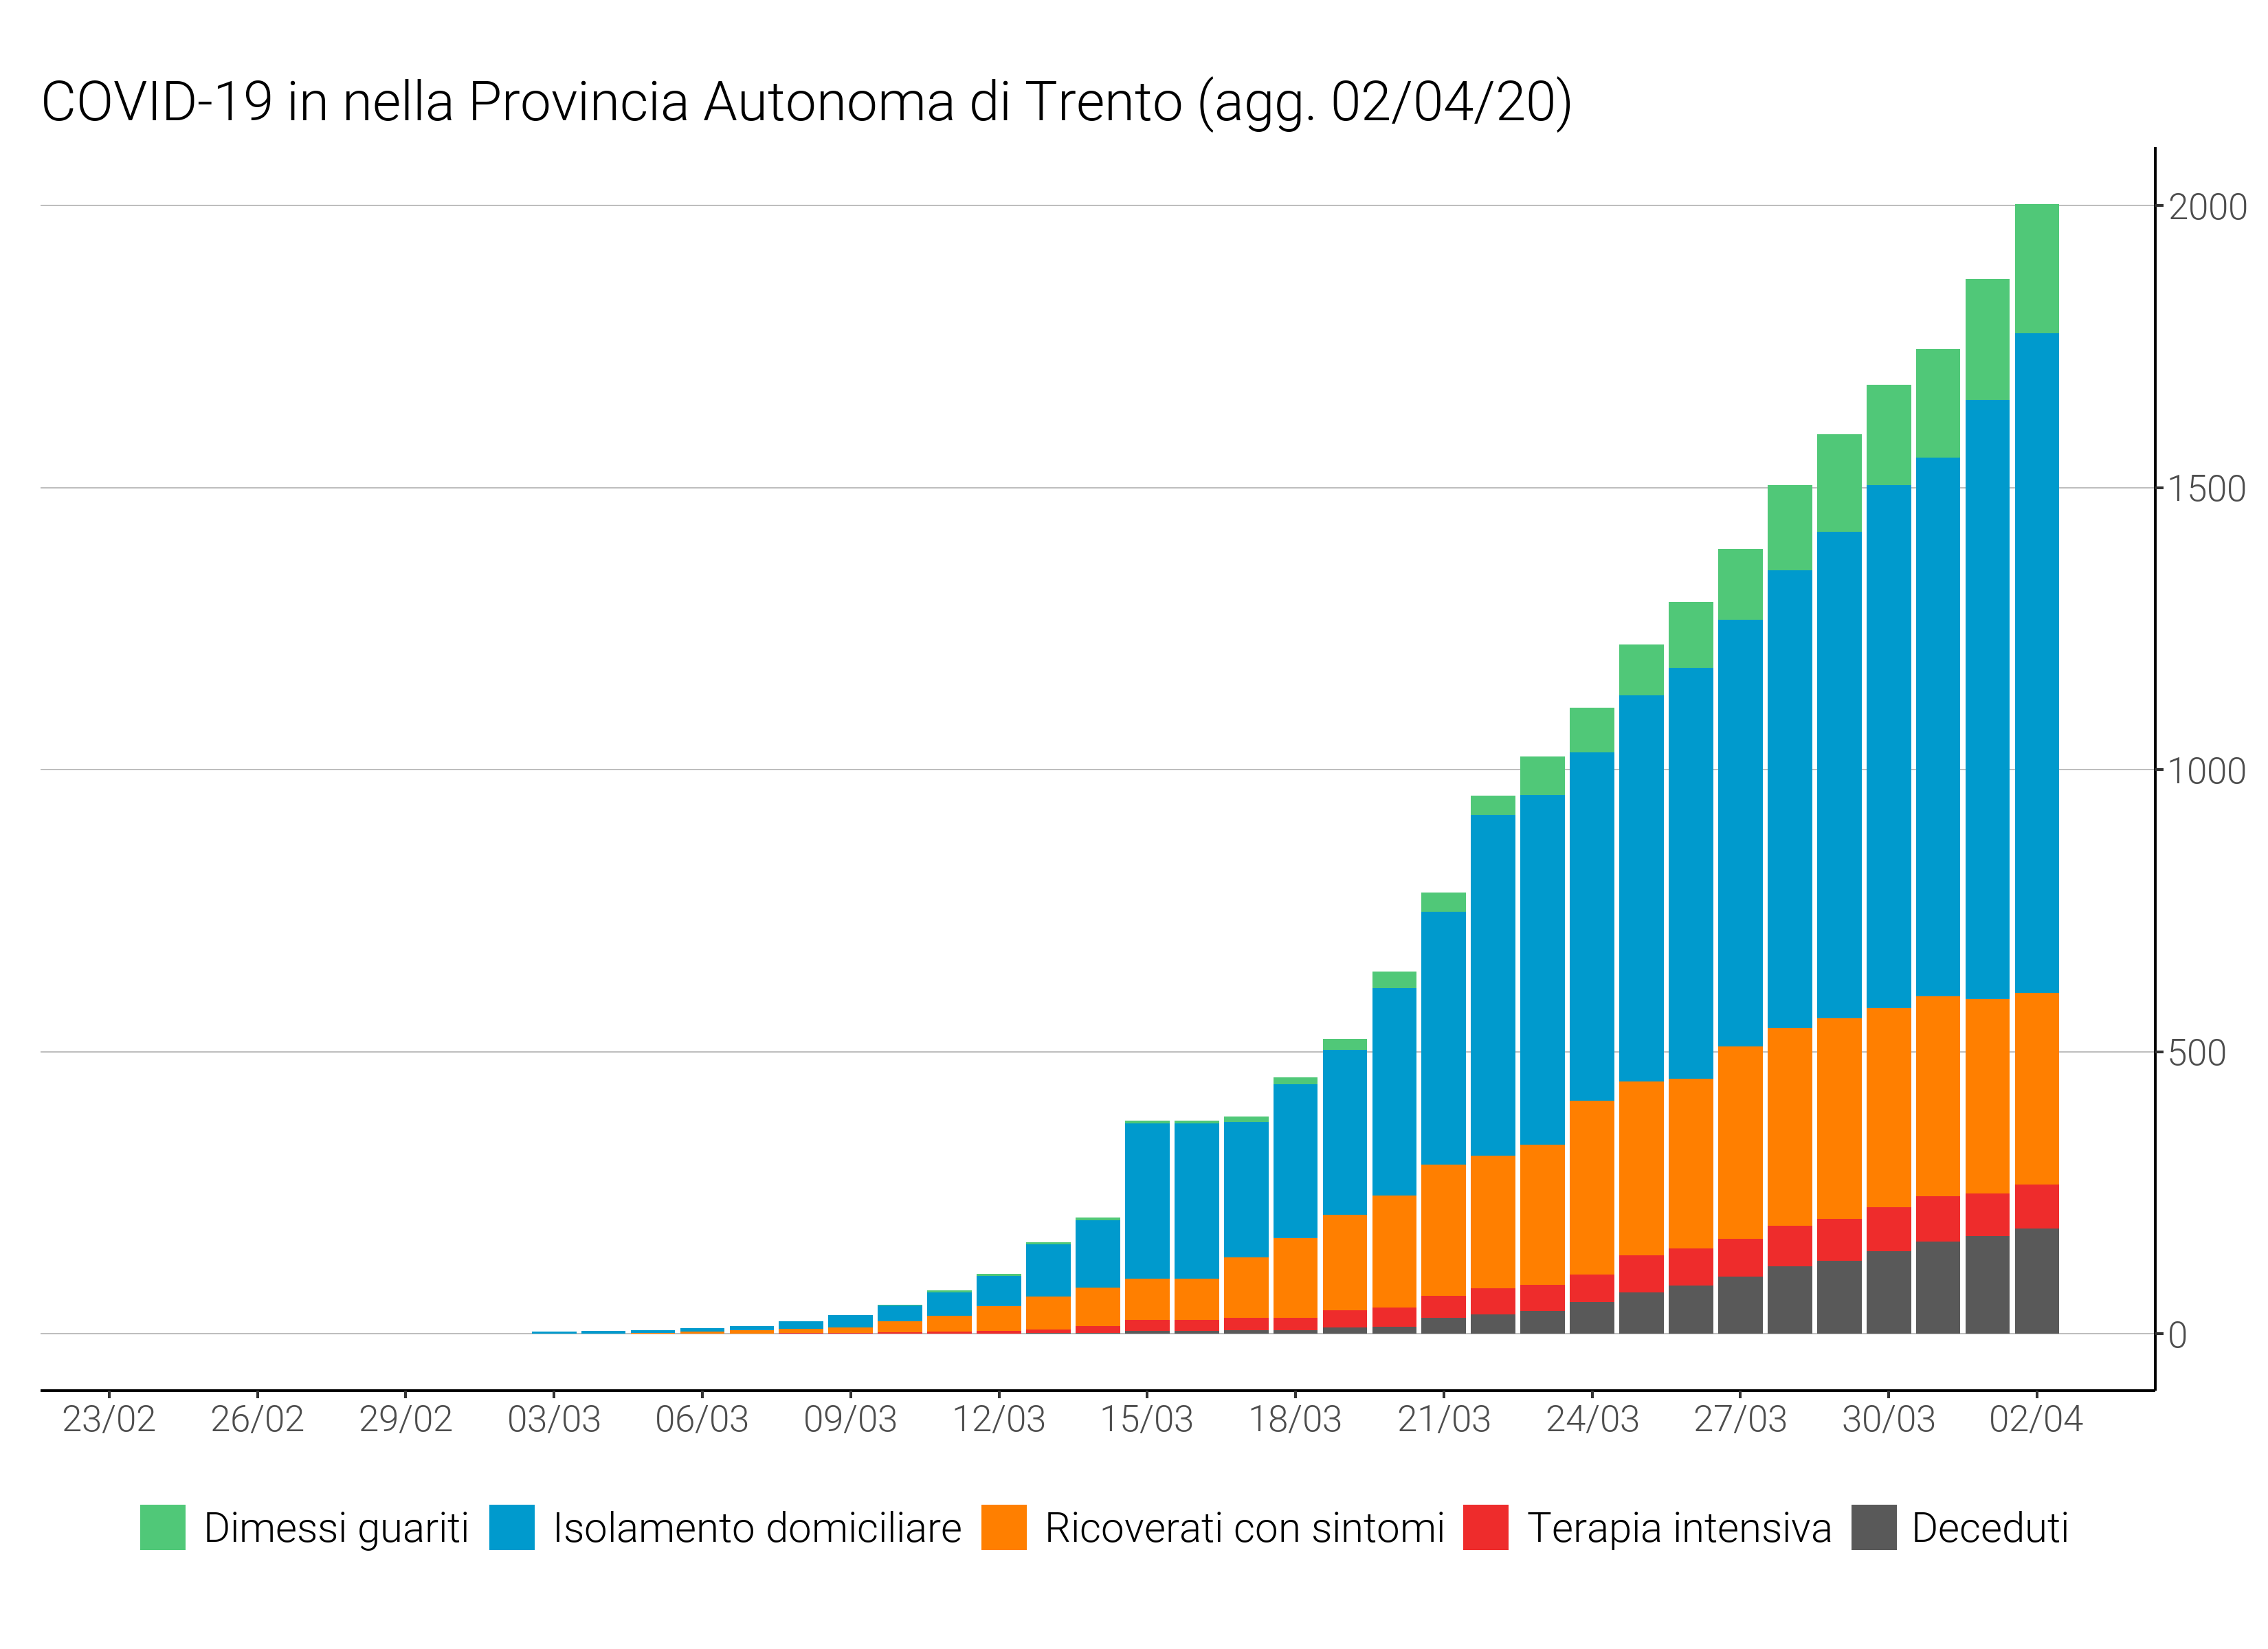 COVID-19 in nella Provincia Autonoma di Trento (agg. 02/04/20)
2000
1500
1000
500
0
23/02 26/02 29/02 03/03 06/03 09/03 12/03 15/03 18/03 21/03 24/03 27/03 30/03 02/04
Dimessi guariti Isolamento domiciliare Ricoverati con sintomi Terapia intensiva Deceduti